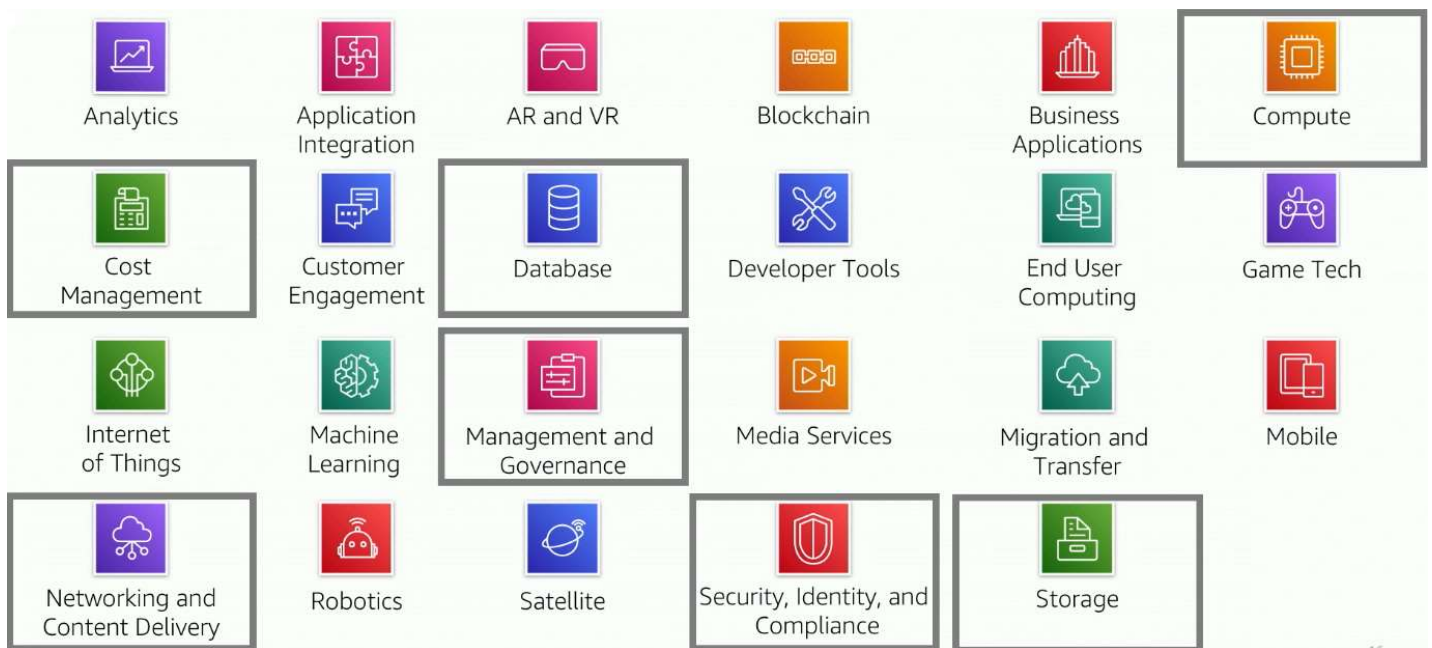 Analytics
Application
Integration
AR and VR
Blockchain
Business
Applications
Compute
Cost
Management
Customer
Engagement
Database
Developer Tools
End User
Computing
Game Tech
Internet
of Things
Machine
Learning
Management and
Governance
Media Services
Migration and
Transfer
Mobile
Networking and
Content Delivery
Robotics
Satellite
Security, Identity, and
Compliance
Storage